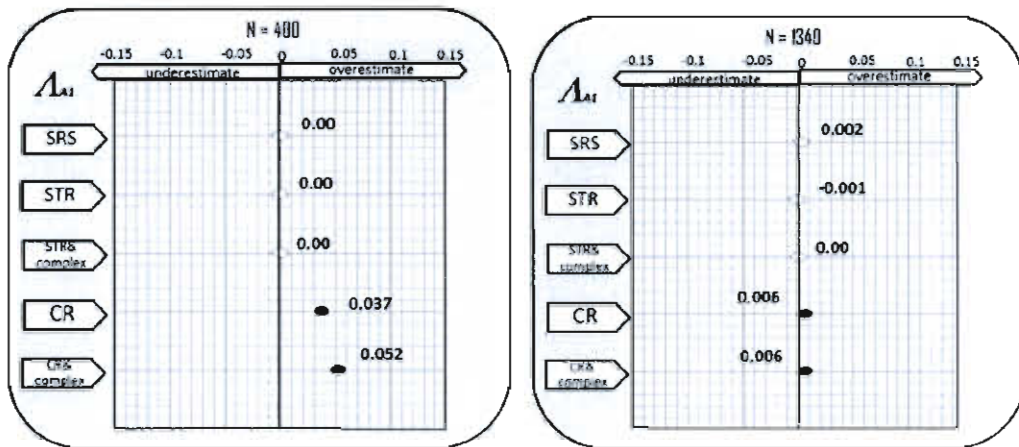 N = 400
-0.15 -0.1 -0.05 0 0.05 0.1 0.15
underestimate overestimate
Λ A1
SRS 0.00
STR 0.00
STR& complex 0.00
CR 0.037
CR& complex 0.052
N = 1340
-0.15 -0.1 -0.05 0 0.05 0.1 0.15
underestimate overestimate
Λ A1
SRS 0.002
STR -0.001
STR& complex 0.00
CR 0.006
CR& complex 0.006